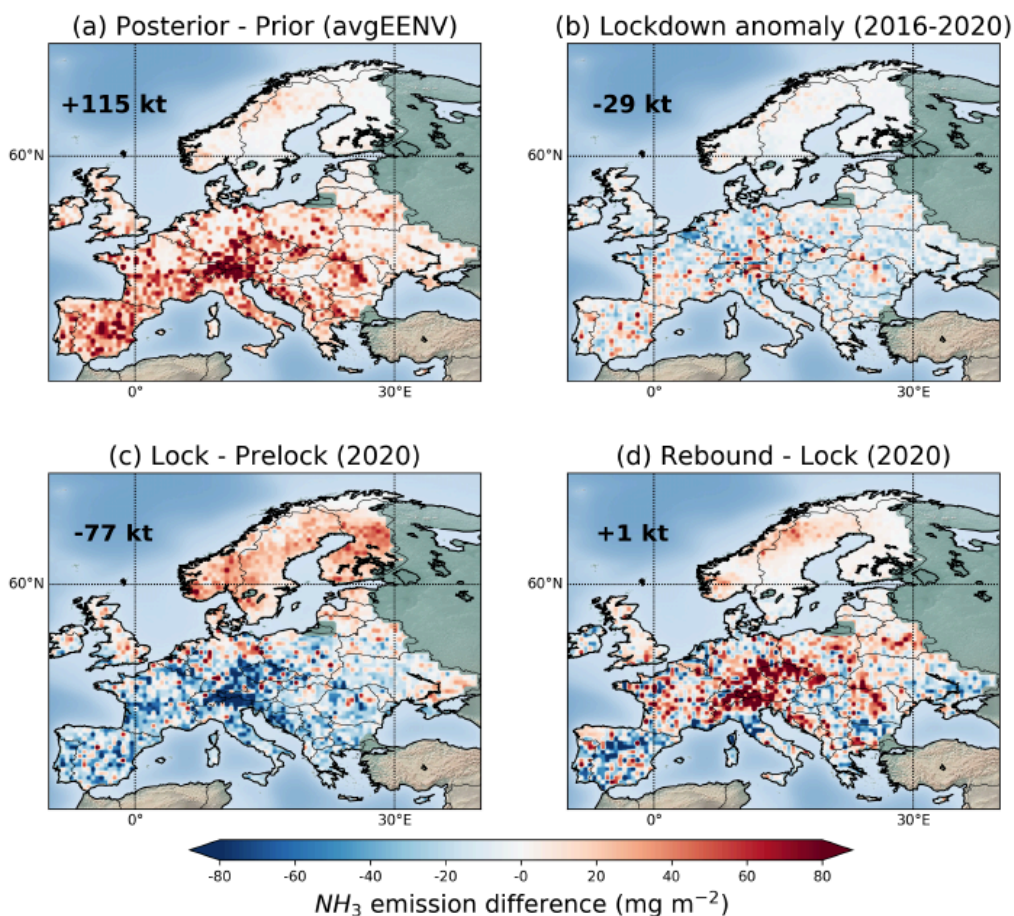 (a) Posterior - Prior (avgEENV)
(b) Lockdown anomaly (2016-2020)
+115 kt
-29 kt
60°N
60°N
0°
30°E
0°
30°E
(c) Lock - Prelock (2020)
(d) Rebound - Lock (2020)
-77 kt
+1 kt
60°N
60°N
0°
30°E
0°
30°E
-80 -60 -40 -20 -0 20 40 60 80
NH₃ emission difference (mg m⁻²)